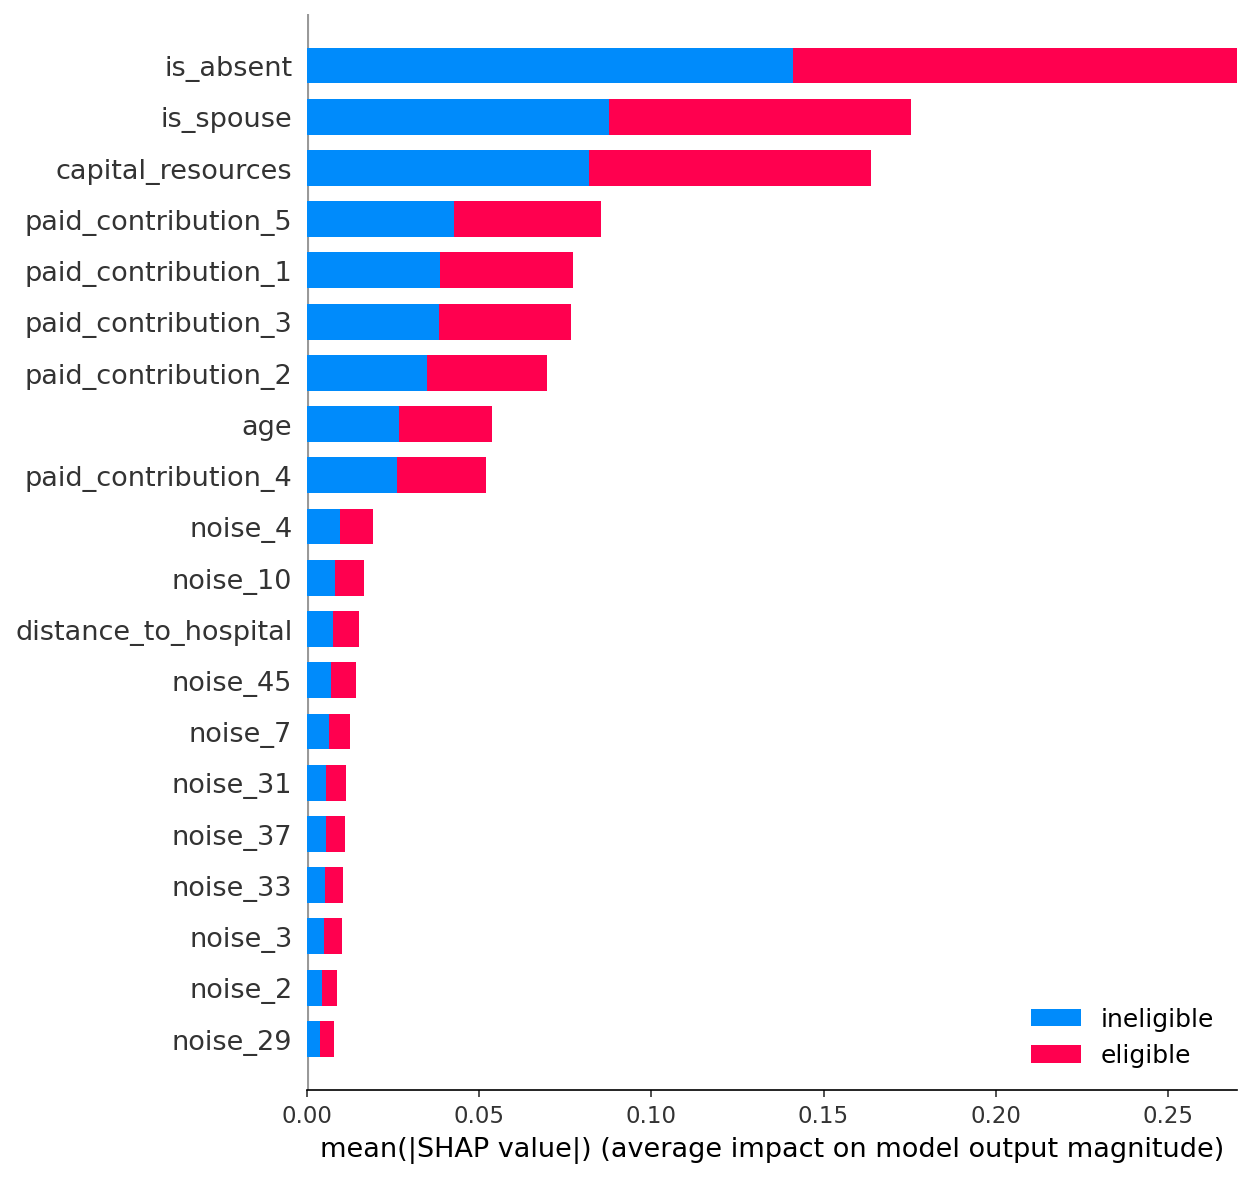 is_absent
is_spouse
capital_resources
paid_contribution_5
paid_contribution_1
paid_contribution_3
paid_contribution_2
age
paid_contribution_4
noise_4
noise_10
distance_to_hospital
noise_45
noise_7
noise_31
noise_37
noise_33
noise_3
noise_2
noise_29
ineligible
eligible
0.00 0.05 0.10 0.15 0.20 0.25
mean(|SHAP value|) (average impact on model output magnitude)